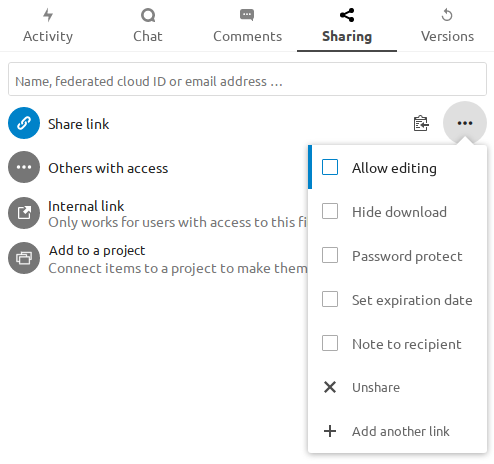 Activity
Chat
Comments
Sharing
Versions
Name, federated cloud ID or email address …
Share link
Others with access
Internal link
Only works for users with access to this fi
Add to a project
Connect items to a project to make them
Allow editing
Hide download
Password protect
Set expiration date
Note to recipient
Unshare
Add another link